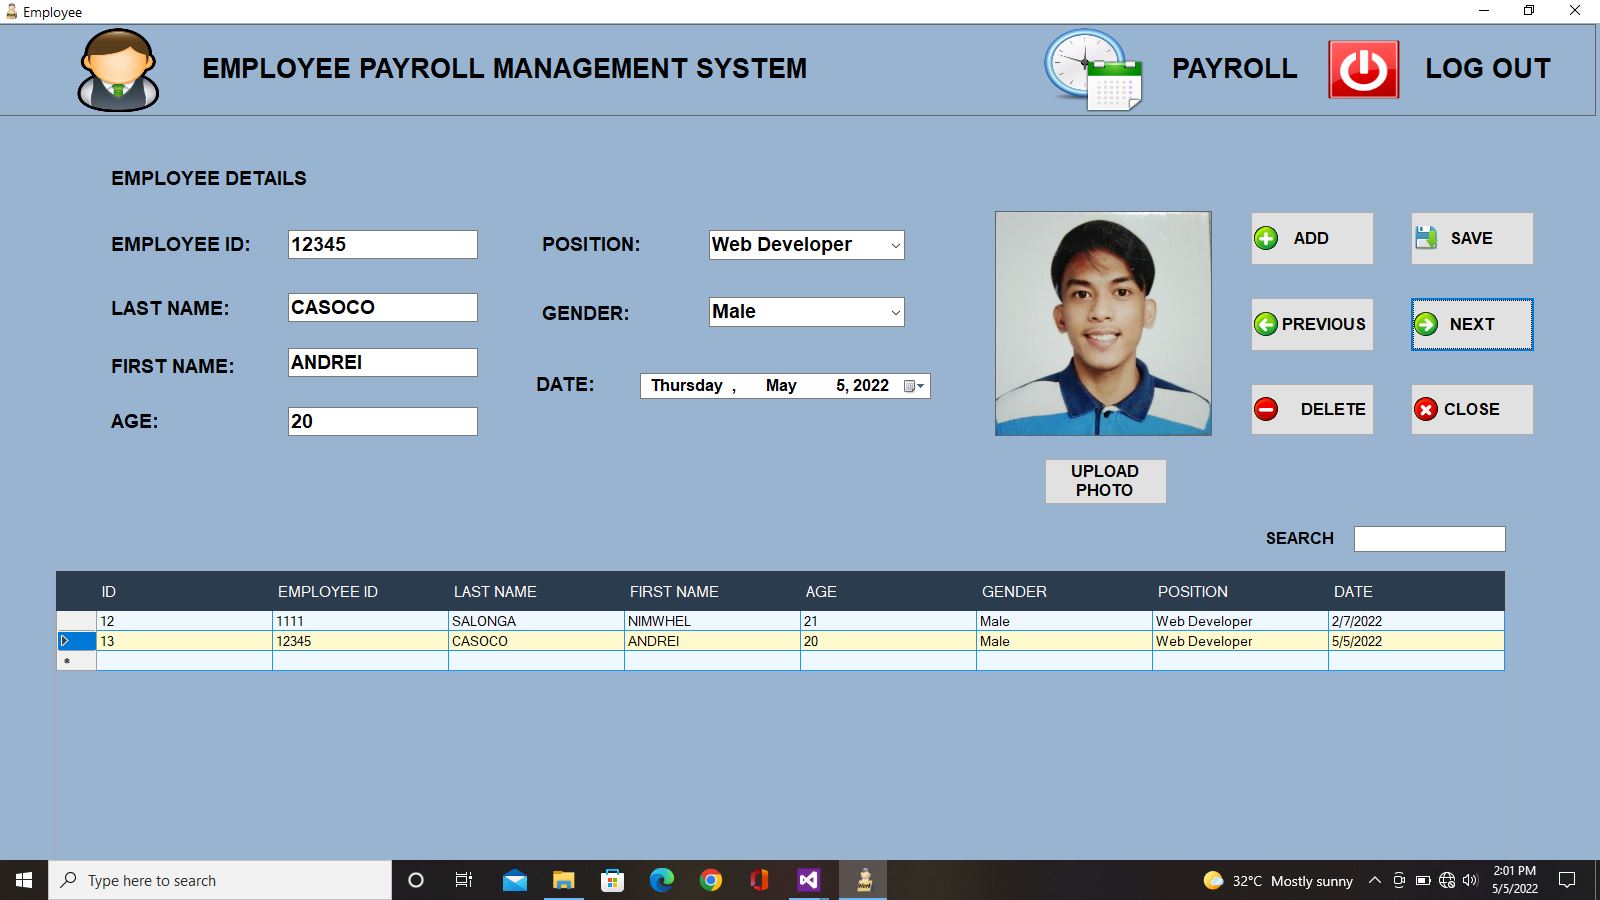 Employee
EMPLOYEE PAYROLL MANAGEMENT SYSTEM
PAYROLL
LOG OUT
EMPLOYEE DETAILS
EMPLOYEE ID: 12345
POSITION: Web Developer
ADD
SAVE
LAST NAME: CASOCO
GENDER: Male
PREVIOUS
NEXT
FIRST NAME: ANDREI
DATE: Thursday , May 5, 2022
AGE: 20
DELETE
CLOSE
UPLOAD
PHOTO
SEARCH
ID EMPLOYEE ID LAST NAME FIRST NAME AGE GENDER POSITION DATE
12 1111 SALONGA NIMWHEL 21 Male Web Developer 2/7/2022
13 12345 CASOCO ANDREI 20 Male Web Developer 5/5/2022
Type here to search
32°C Mostly sunny
2:01 PM
5/5/2022